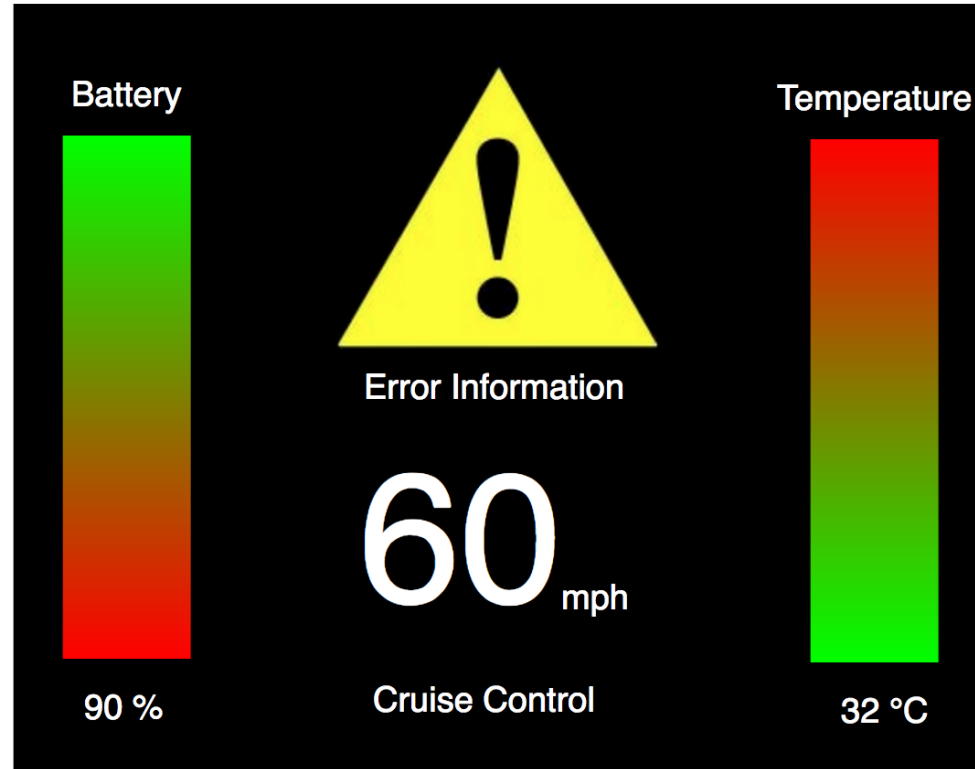 Battery
Temperature
!
Error Information
60 mph
90 %
Cruise Control
32 °C